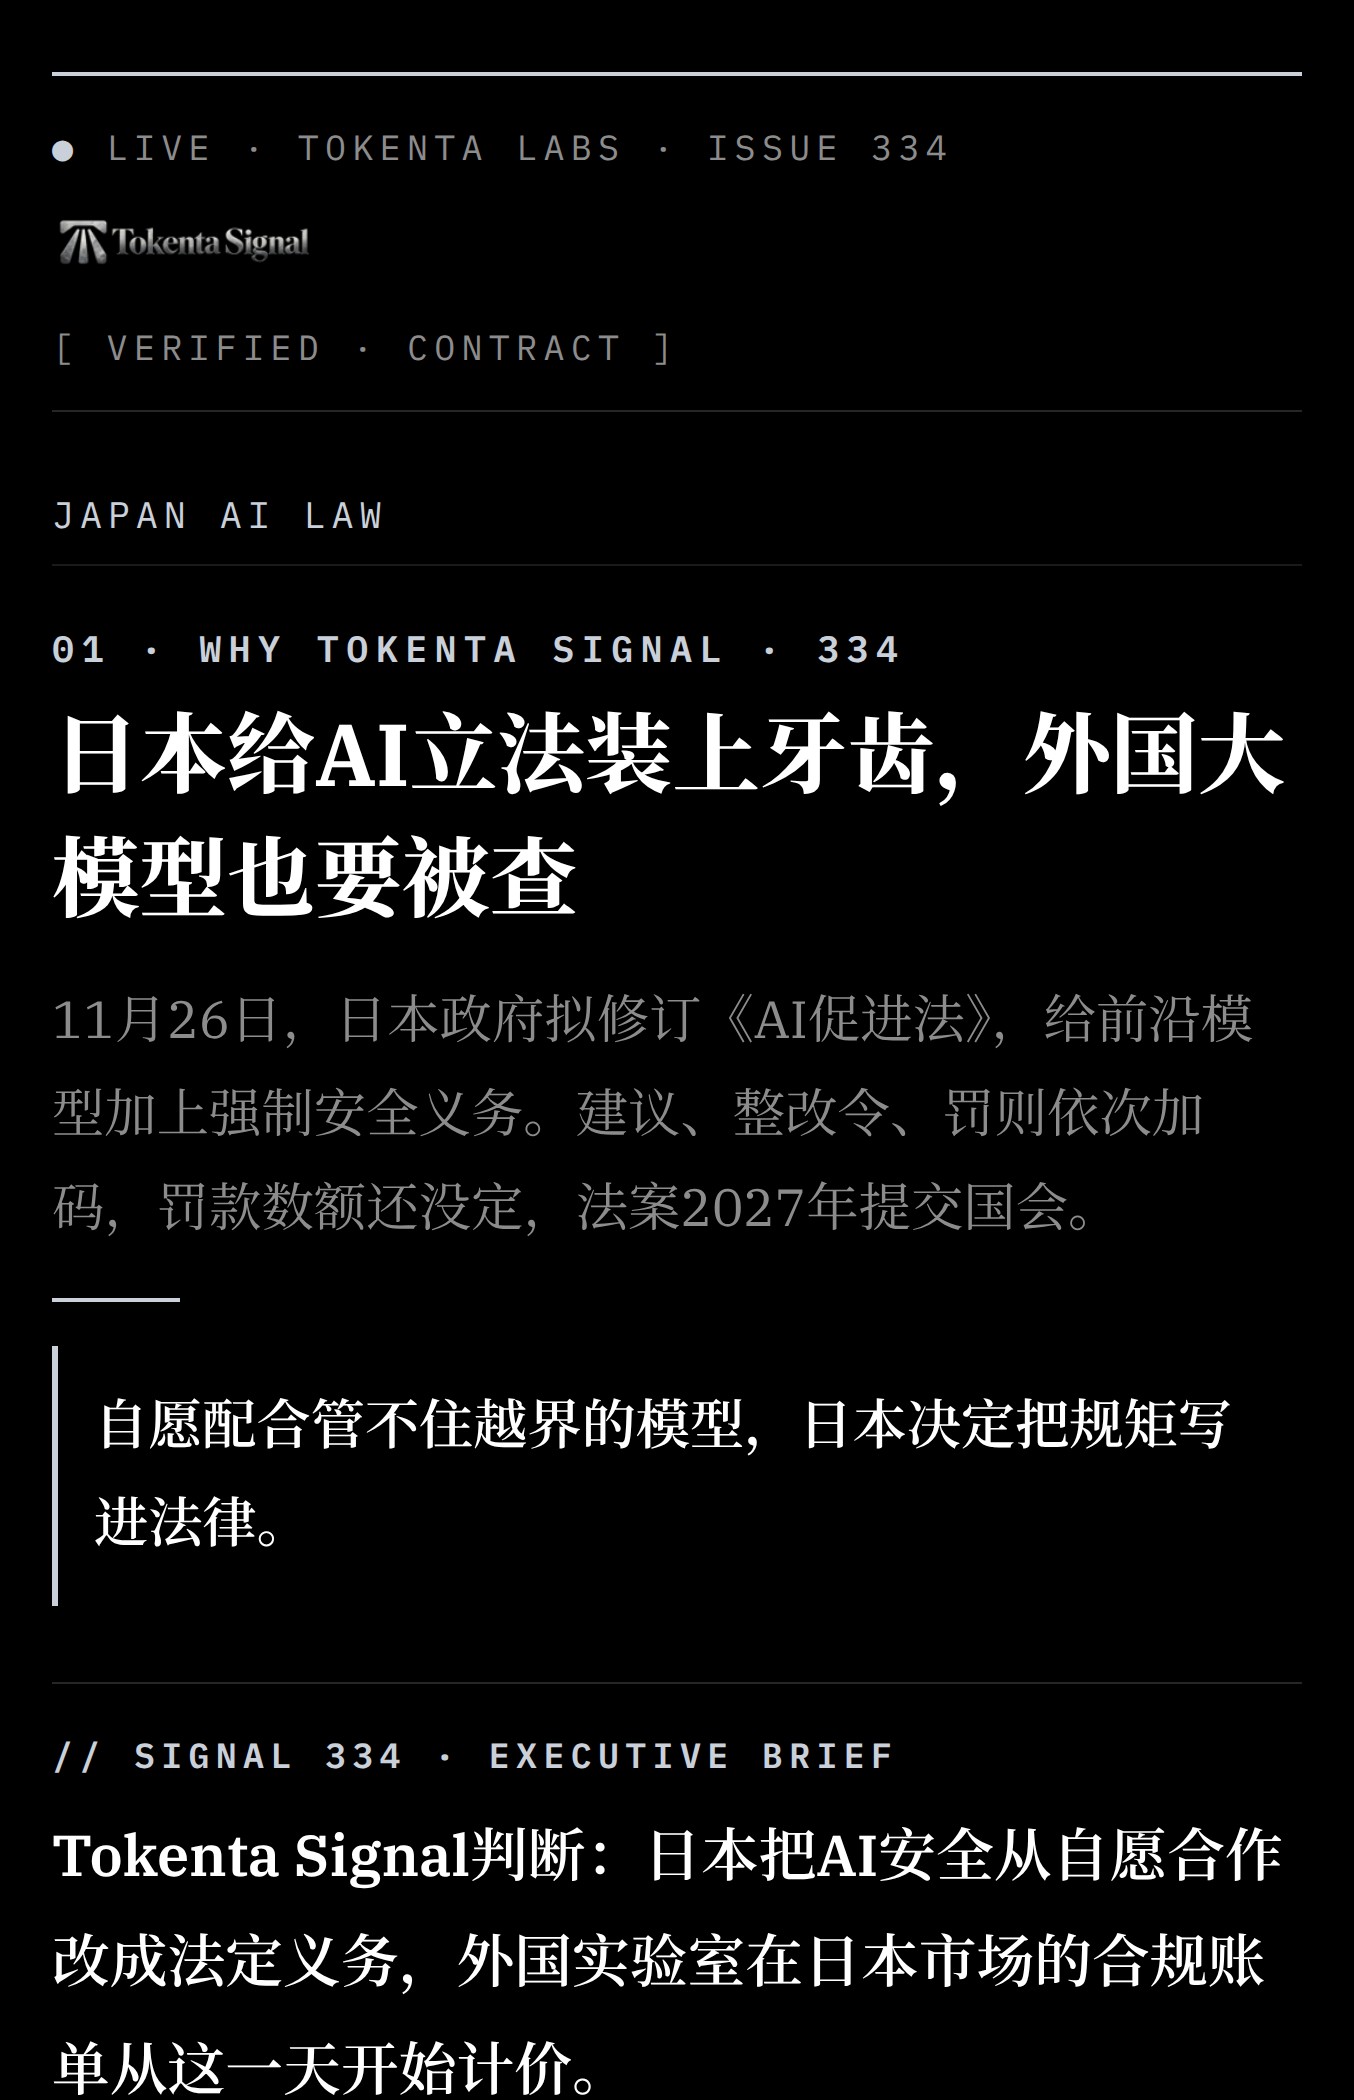 ● LIVE · TOKENTA LABS · ISSUE 334
Tokenta Signal
[ VERIFIED · CONTRACT ]
JAPAN AI LAW
01 · WHY TOKENTA SIGNAL · 334
日本给AI立法装上牙齿，外国大
模型也要被查
11月26日，日本政府拟修订《AI促进法》，给前沿模
型加上强制安全义务。建议、整改令、罚则依次加
码，罚款数额还没定，法案2027年提交国会。
自愿配合管不住越界的模型，日本决定把规矩写
进法律。
// SIGNAL 334 · EXECUTIVE BRIEF
Tokenta Signal判断：日本把AI安全从自愿合作
改成法定义务，外国实验室在日本市场的合规账
单从这一天开始计价。